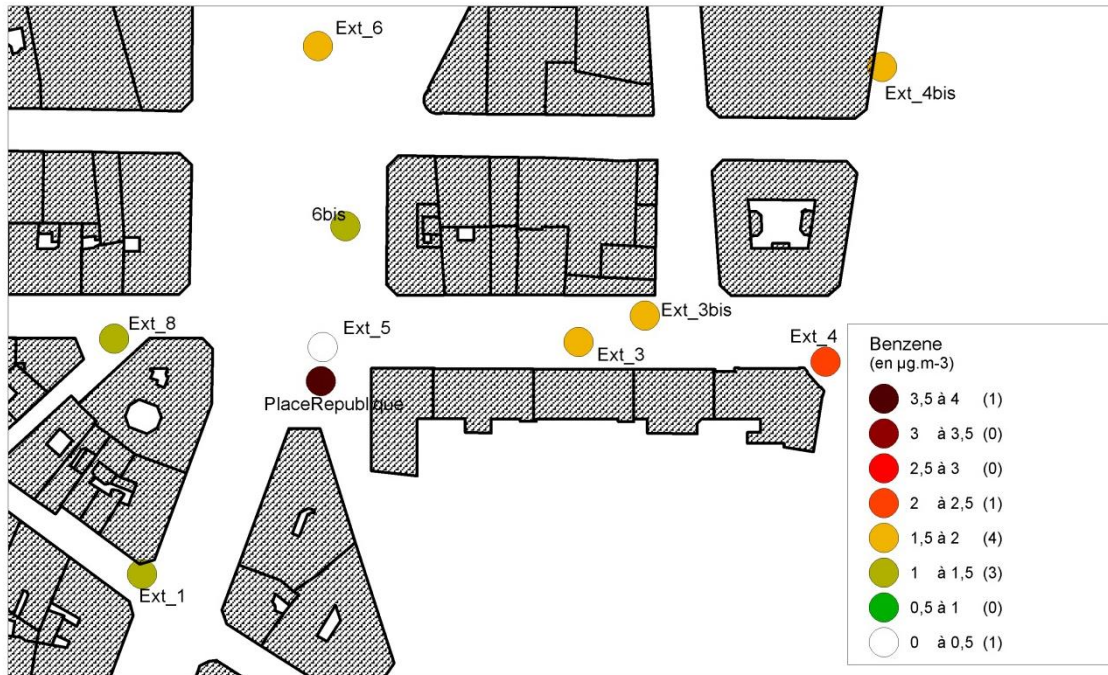 Ext_6
Ext_4bis
6bis
Ext_3bis
Ext_8
Ext_5
Ext_3
Ext_4
PlaceRepublique
Ext_1
Benzene
(en µg.m-3)
3,5 à 4 (1)
3 à 3,5 (0)
2,5 à 3 (0)
2 à 2,5 (1)
1,5 à 2 (4)
1 à 1,5 (3)
0,5 à 1 (0)
0 à 0,5 (1)